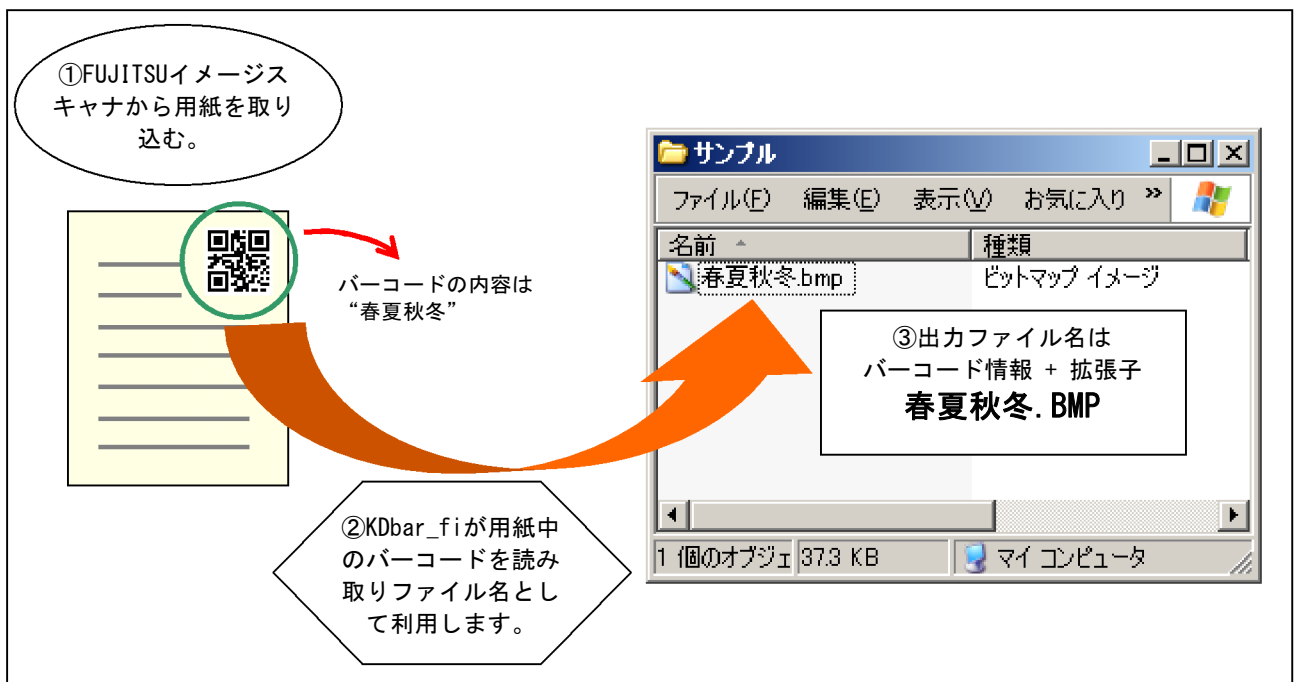 ①FUJITSUイメージス
キャナから用紙を取り
込む。
バーコードの内容は
“春夏秋冬”
②KDbar_fiが用紙中
のバーコードを読み
取りファイル名とし
て利用します。
サンプル
ファイル(F) 編集(E) 表示(V) お気に入り »
名前 種類
春夏秋冬.bmp ビットマップ イメージ
③出力ファイル名は
バーコード情報 + 拡張子
春夏秋冬.BMP
1 個のオブジェ 37.3 KB マイ コンピュータ